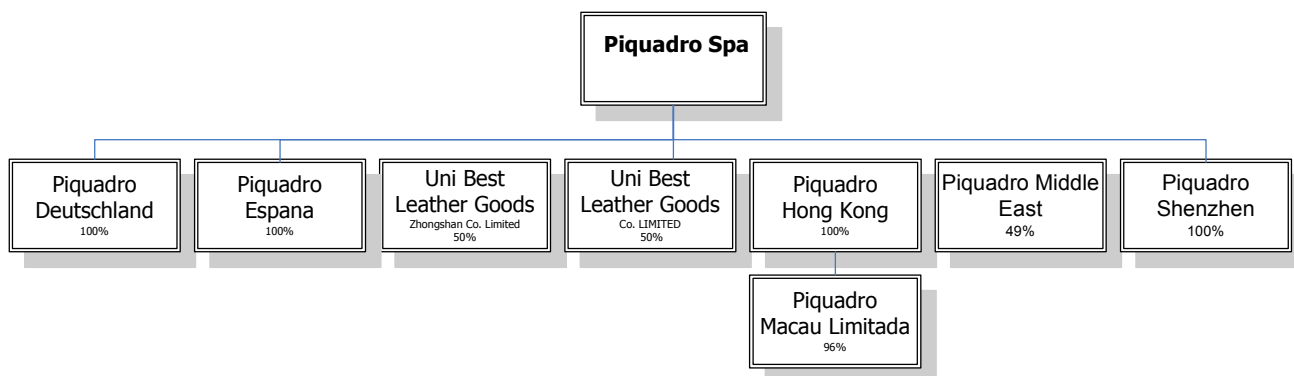 Piquadro Spa
Piquadro
Deutschland
100%
Piquadro
Espana
100%
Uni Best
Leather Goods
Zhongshan Co. Limited
50%
Uni Best
Leather Goods
Co. LIMITED
50%
Piquadro
Hong Kong
100%
Piquadro Middle
East
49%
Piquadro
Shenzhen
100%
Piquadro
Macau Limitada
96%